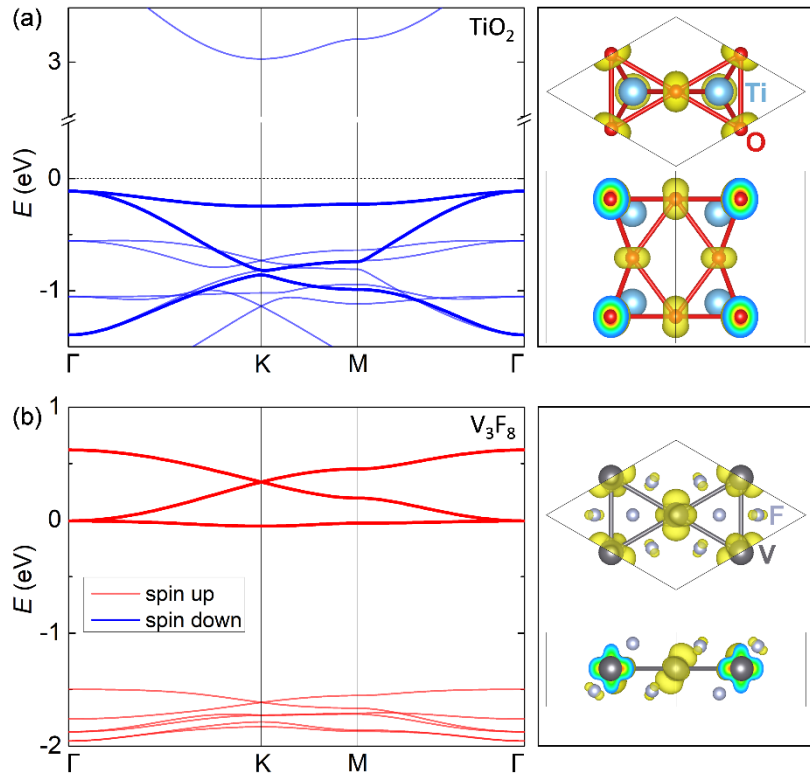 (a)
TiO₂
3
0
-1
E (eV)
Γ
K
M
Γ
Ti
O
(b)
V₃F₈
1
0
-1
-2
E (eV)
spin up
spin down
Γ
K
M
Γ
F
V